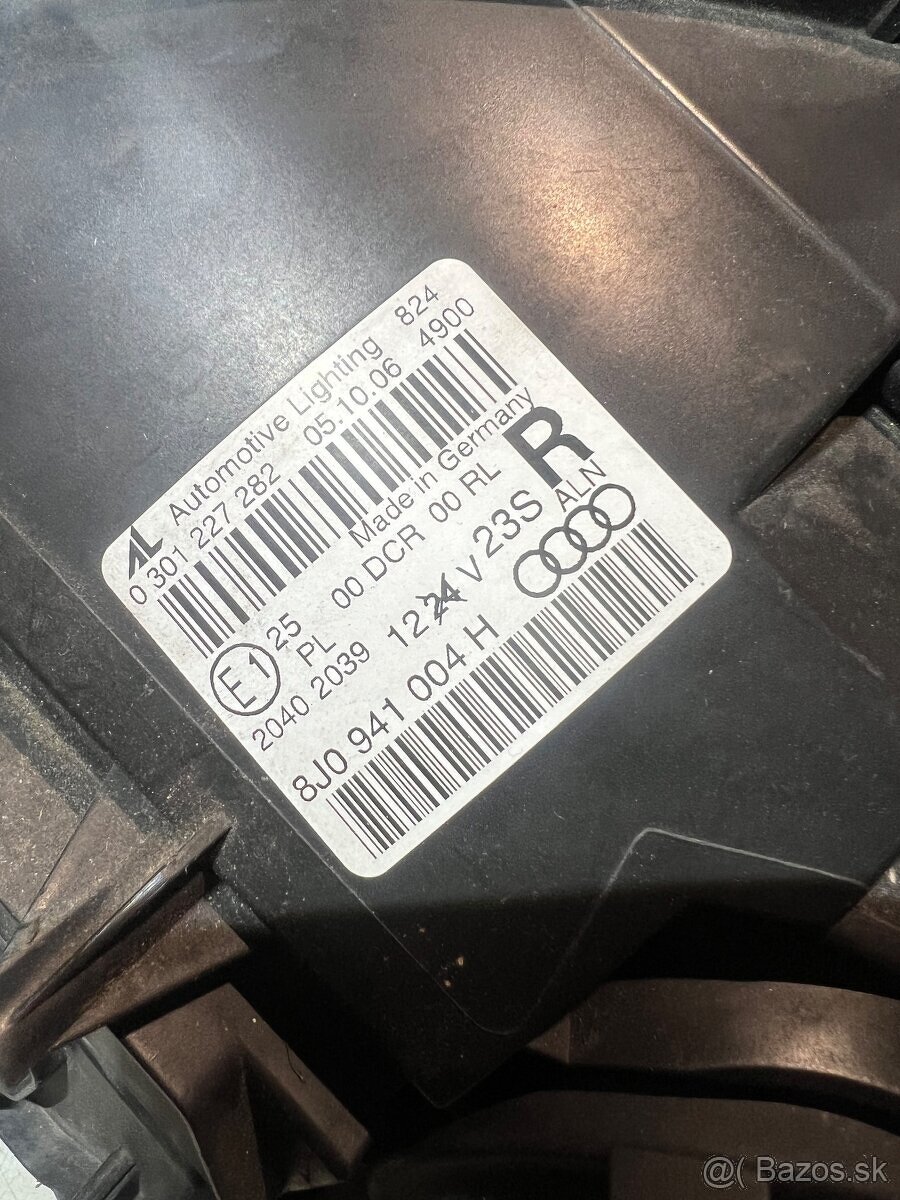 AL Automotive Lighting 824
0 301 227 282 05.10.06 4900
Made in Germany
R
E1 25 00 DCR 00 RL
PL
2040 2039 12 24 V 23S ALN
8J0 941 004 H
@( Bazos.sk